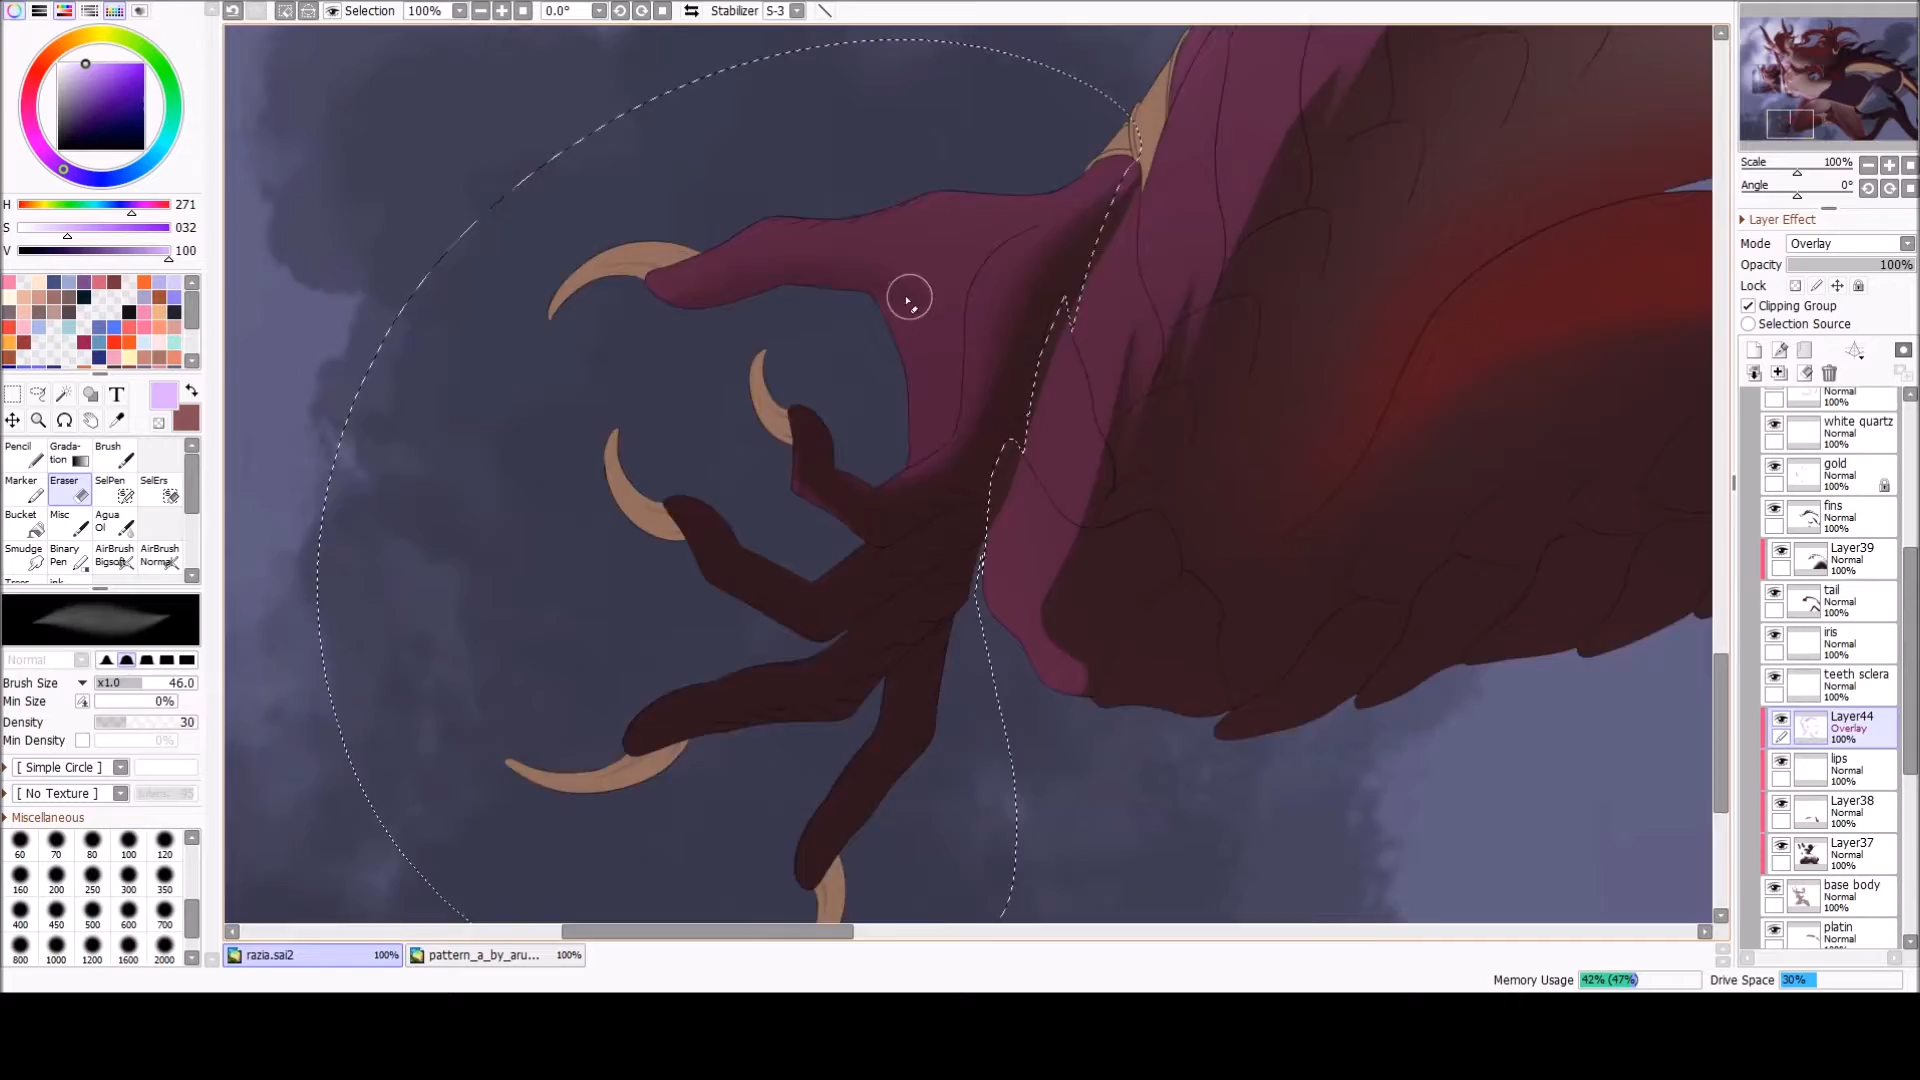 Selection
100%
0.0°
Stabilizer
S-3
H
271
S
032
V
100
T
Pencil
Grada-
tion
Brush
Marker
Eraser
SelPen
SelErs
Bucket
Misc
Aqua
Ol
Smudge
Binary
Pen
AirBrush
Bigsoft
AirBrush
Normal
Normal
Brush Size
x1.0
46.0
Min Size
0%
Density
30
Min Density
0%
[ Simple Circle ]
[ No Texture ]
95
Miscellaneous
60
70
80
100
120
160
200
250
300
350
400
450
500
600
700
800
1000
1200
1600
2000
razia.sai2
100%
pattern_a_by_aru...
100%
Memory Usage
42% (47%)
Drive Space
30%
Scale
100%
Angle
0°
Layer Effect
Mode
Overlay
Opacity
100%
Lock
Clipping Group
Selection Source
Normal
100%
white quartz
Normal
100%
gold
Normal
100%
fins
Normal
100%
Layer39
Normal
100%
tail
Normal
100%
iris
Normal
100%
teeth sclera
Normal
100%
Layer44
Overlay
100%
lips
Normal
100%
Layer38
Normal
100%
Layer37
Normal
100%
base body
Normal
100%
platin
Normal